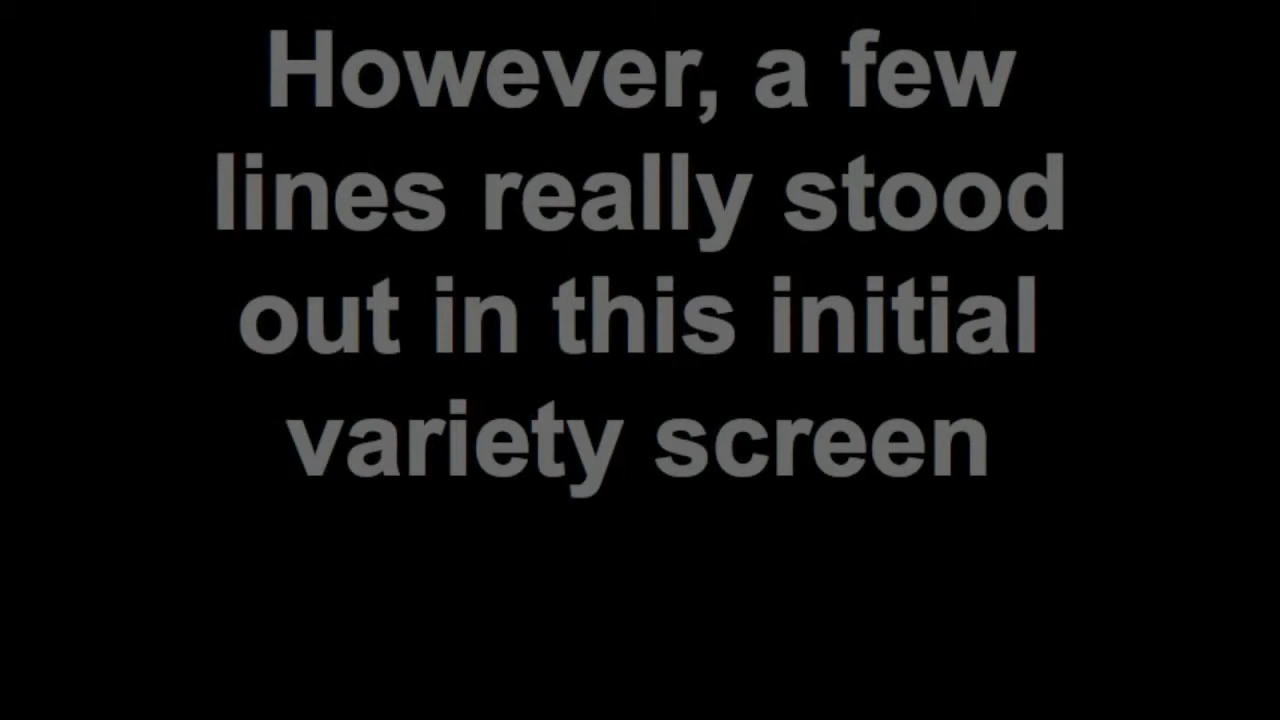 However, a few
lines really stood
out in this initial
variety screen